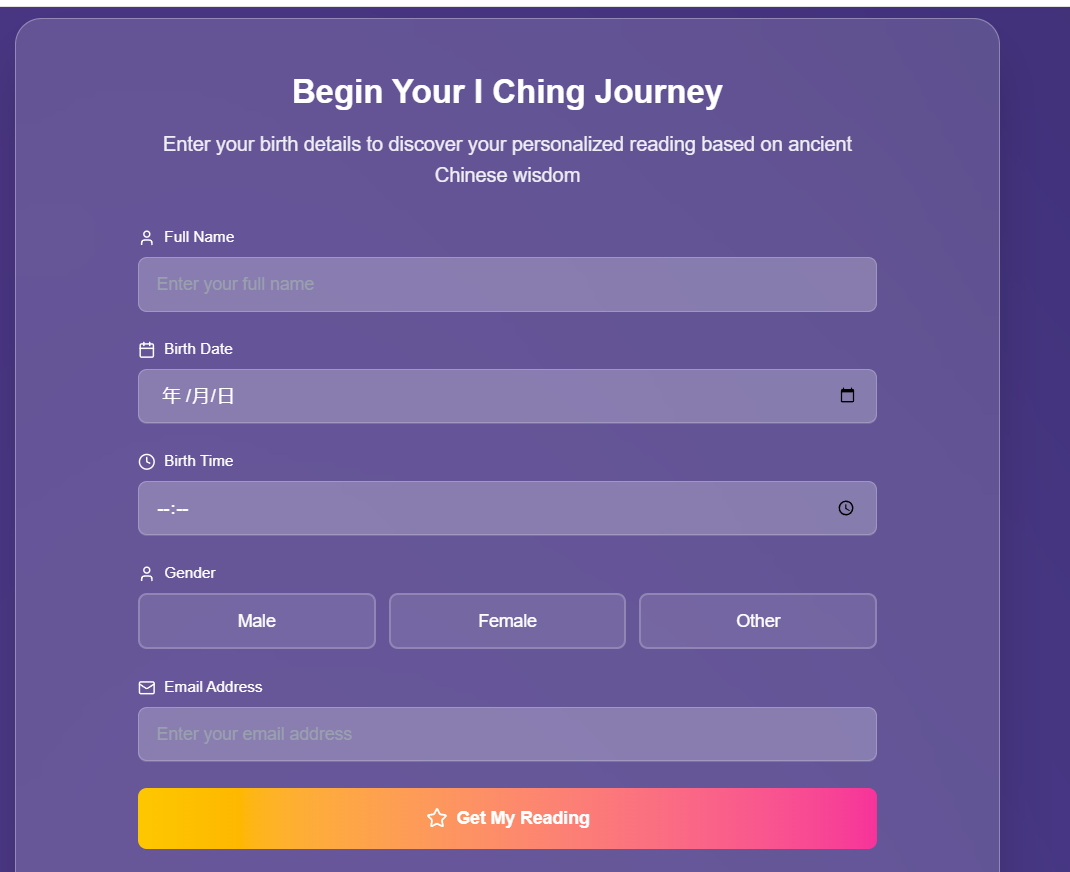 Begin Your I Ching Journey
Enter your birth details to discover your personalized reading based on ancient
Chinese wisdom
Full Name
Enter your full name
Birth Date
年 /月/日
Birth Time
--:--
Gender
Male
Female
Other
Email Address
Enter your email address
Get My Reading